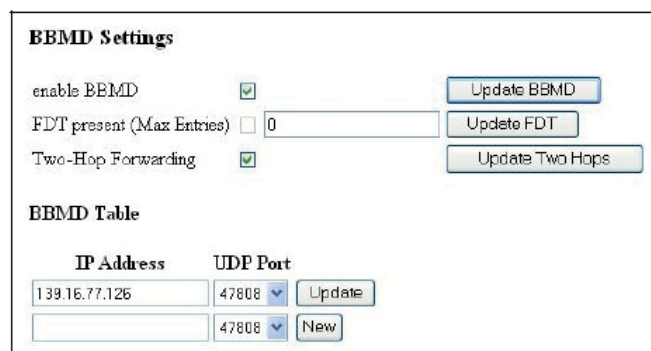 BBMD Settings
enable BBMD Update BBMD
FDT present (Max Entries) 0 Update FDT
Two-Hop Forwarding Update Two Hops
BBMD Table
IP Address UDP Port
139.16.77.126 47808 Update
47808 New